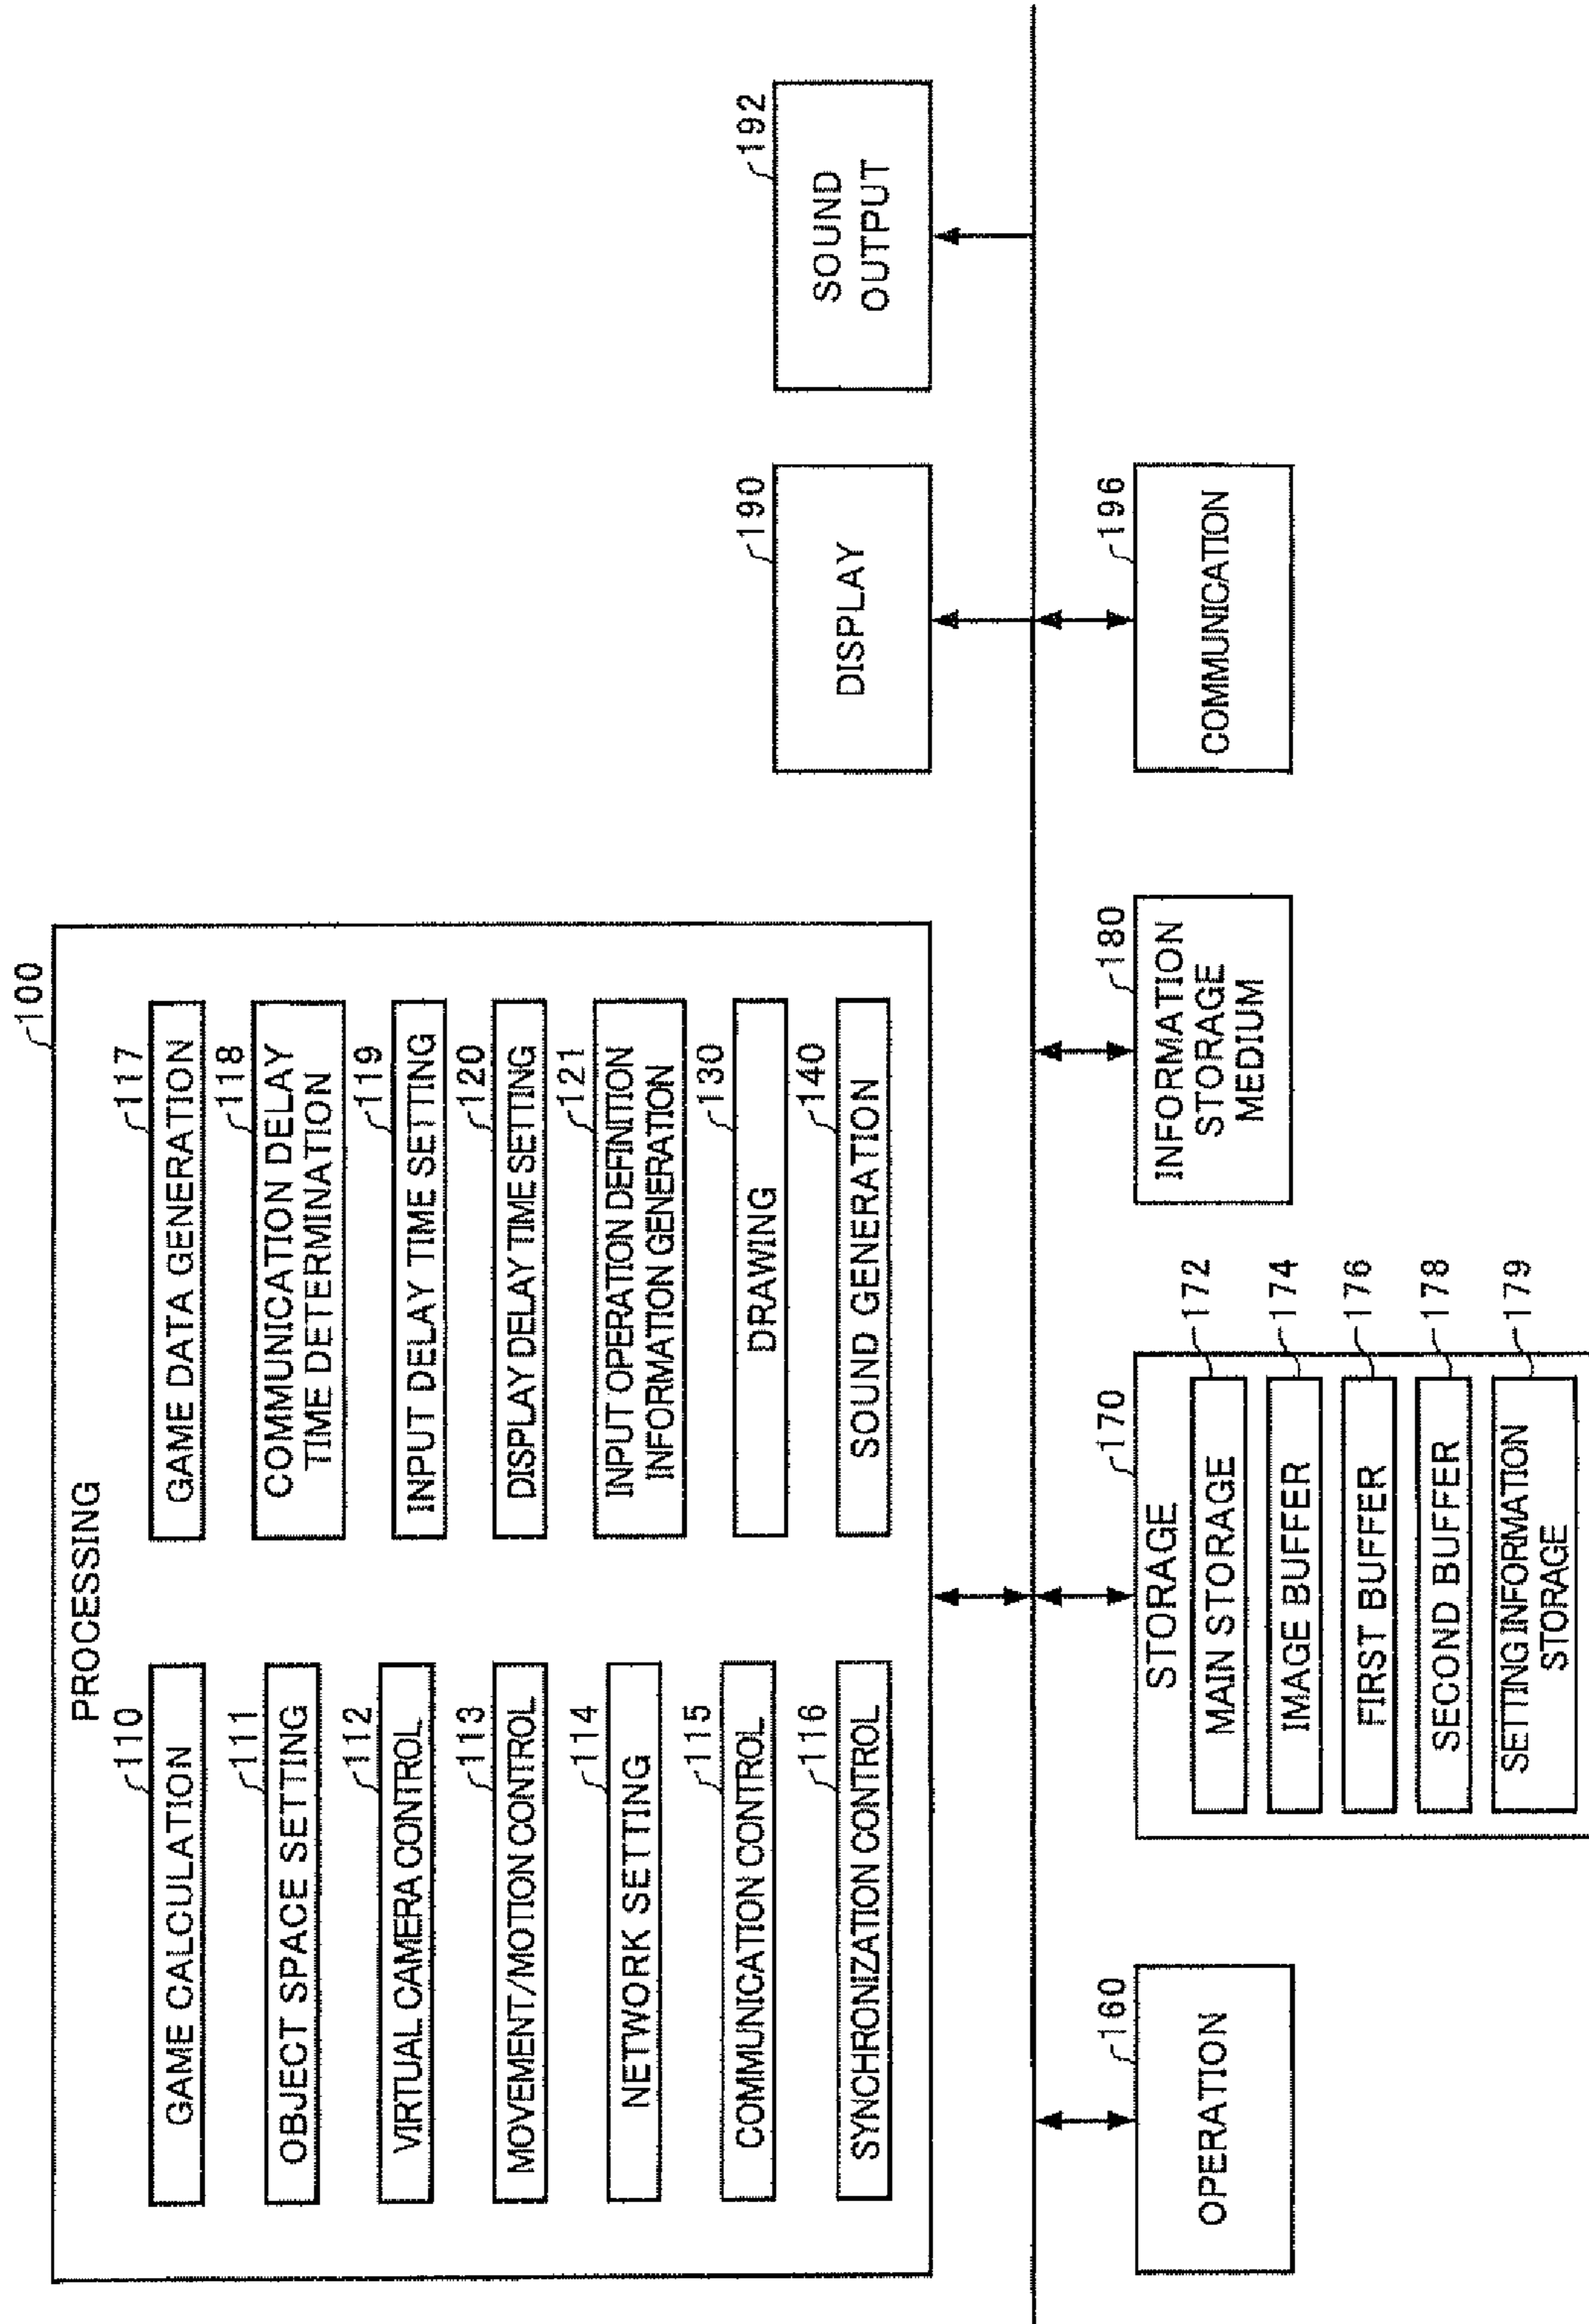 100
PROCESSING
110
GAME CALCULATION
111
OBJECT SPACE SETTING
112
VIRTUAL CAMERA CONTROL
113
MOVEMENT/MOTION CONTROL
114
NETWORK SETTING
115
COMMUNICATION CONTROL
116
SYNCHRONIZATION CONTROL
117
GAME DATA GENERATION
118
COMMUNICATION DELAY
TIME DETERMINATION
119
INPUT DELAY TIME SETTING
120
DISPLAY DELAY TIME SETTING
121
INPUT OPERATION DEFINITION
INFORMATION GENERATION
130
DRAWING
140
SOUND GENERATION
190
DISPLAY
192
SOUND
OUTPUT
160
OPERATION
170
STORAGE
172
MAIN STORAGE
174
IMAGE BUFFER
176
FIRST BUFFER
178
SECOND BUFFER
179
SETTING INFORMATION
STORAGE
180
INFORMATION
STORAGE
MEDIUM
196
COMMUNICATION